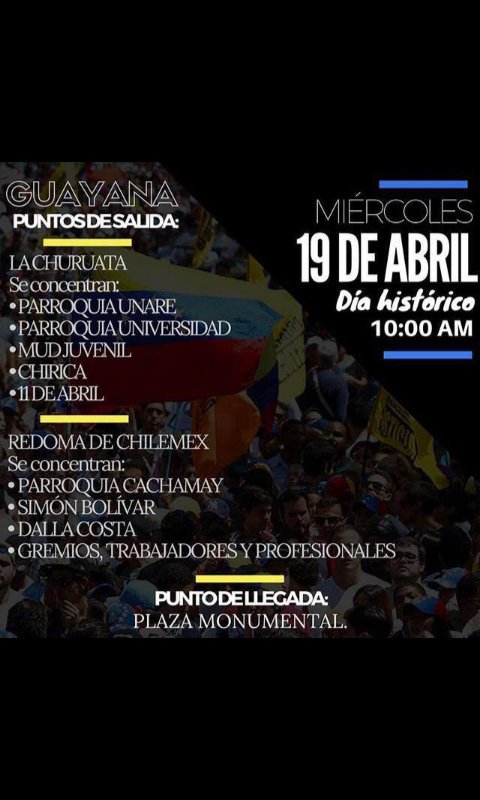 GUAYANA
PUNTOS DE SALIDA:
LA CHURUATA
Se concentran:
• PARROQUIA UNARE
• PARROQUIA UNIVERSIDAD
• MUD JUVENIL
• CHIRICA
• 11 DE ABRIL
REDOMA DE CHILEMEX
Se concentran:
• PARROQUIA CACHAMAY
• SIMÓN BOLÍVAR
• DALLA COSTA
• GREMIOS, TRABAJADORES Y PROFESIONALES
PUNTO DE LLEGADA:
PLAZA MONUMENTAL.
MIÉRCOLES
19 DE ABRIL
Día histórico
10:00 AM